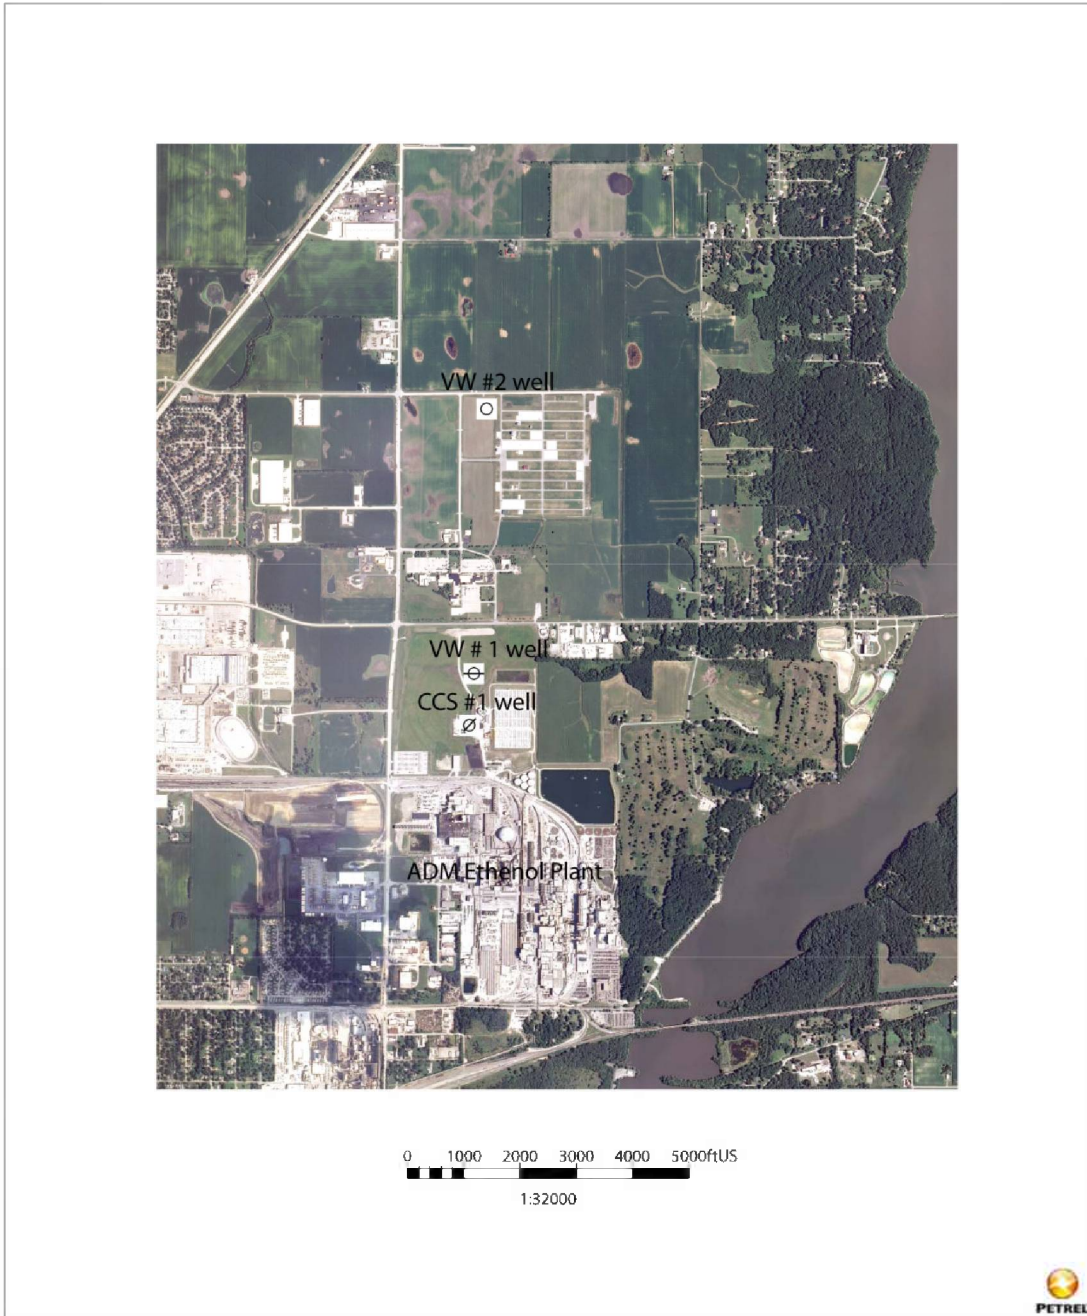 VW #2 well
VW # 1 well
CCS #1 well
ADM Ethenol Plant
0 1000 2000 3000 4000 5000ftUS
1:32000
PETREL